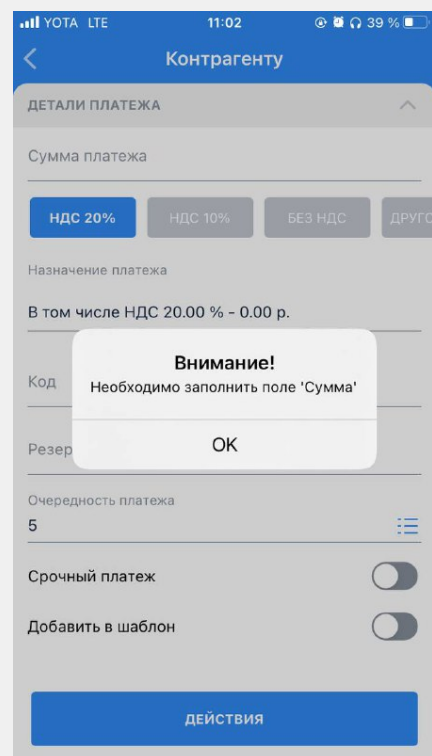 YOTA LTE 11:02 39 %
Контрагенту
ДЕТАЛИ ПЛАТЕЖА
Сумма платежа
НДС 20% НДС 10% БЕЗ НДС ДРУГО
Назначение платежа
В том числе НДС 20.00 % - 0.00 р.
Внимание!
Код
Необходимо заполнить поле 'Сумма'
OK
Резер
Очередность платежа
5
Срочный платеж
Добавить в шаблон
ДЕЙСТВИЯ